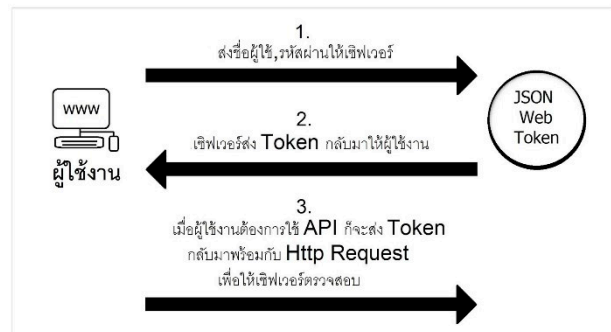 1.
ส่งชื่อผู้ใช้,รหัสผ่านให้เซิฟเวอร์
www
ผู้ใช้งาน
JSON
Web
Token
2.
เซิฟเวอร์ส่ง Token กลับมาให้ผู้ใช้งาน
3.
เมื่อผู้ใช้งานต้องการใช้ API ก็จะส่ง Token
กลับมาพร้อมกับ Http Request
เพื่อให้เซิฟเวอร์ตรวจสอบ